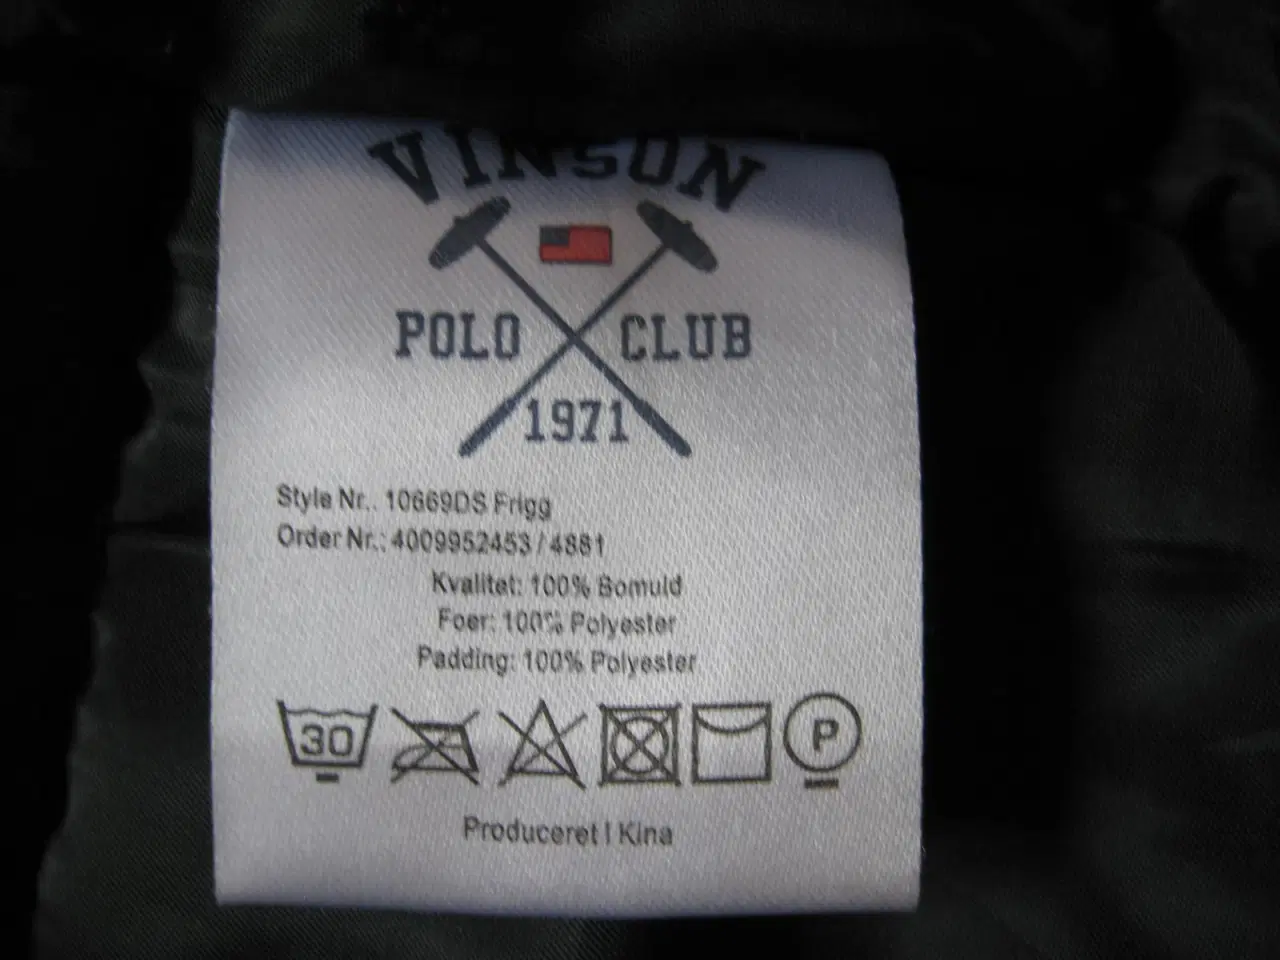 VINSON
POLO CLUB
1971
Style Nr.. 10669DS Frigg
Order Nr.: 4009952453 / 4881
Kvalitet: 100% Bomuld
Foer: 100% Polyester
Padding: 100% Polyester
30 P
Produceret I Kina